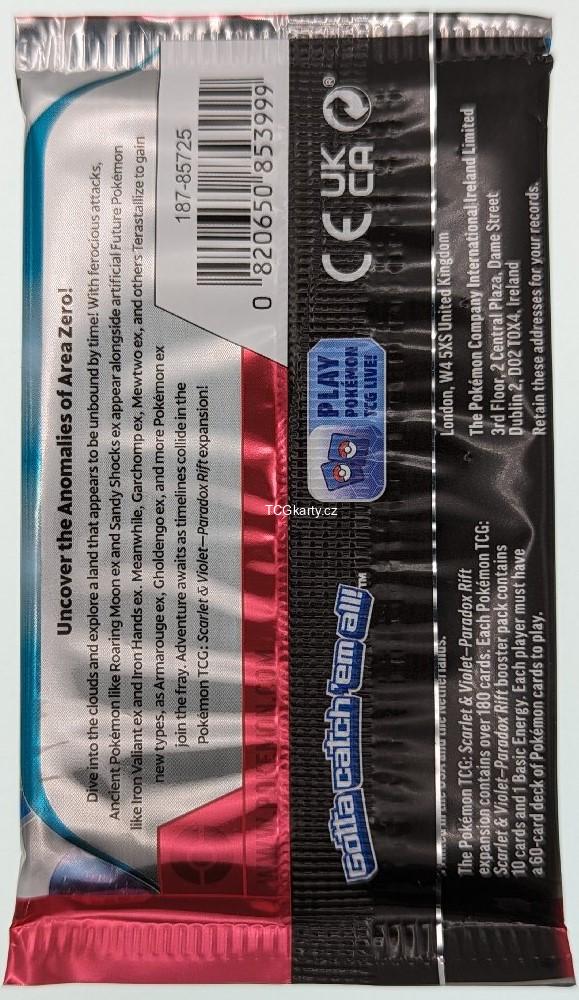 Uncover the Anomalies of Area Zero!
Dive into the clouds and explore a land that appears to be unbound by time! With ferocious attacks,
Ancient Pokémon like Roaring Moon ex and Sandy Shocks ex appear alongside artificial Future Pokémon
like Iron Valiant ex and Iron Hands ex. Meanwhile, Garchomp ex, Mewtwo ex, and others Terastallize to gain
new types, as Armarouge ex, Gholdengo ex, and more Pokémon ex
join the fray. Adventure awaits as timelines collide in the
Pokémon TCG: Scarlet & Violet—Paradox Rift expansion!
187-85725
0 820650 853999
WWW.POKEMON.COM
TCGkarty.cz
Gotta catch 'em all!™
PLAY
POKÉMON
TCG LIVE!
CE UK
CA
®
The Pokémon TCG: Scarlet & Violet—Paradox Rift
expansion contains over 180 cards. Each Pokémon TCG:
Scarlet & Violet—Paradox Rift booster pack contains
10 cards and 1 Basic Energy. Each player must have
a 60-card deck of Pokémon cards to play.
London, W4 5XS United Kingdom
The Pokémon Company International Ireland Limited
3rd Floor, 2 Central Plaza, Dame Street
Dublin 2, D02 T0X4, Ireland
Retain these addresses for your records.